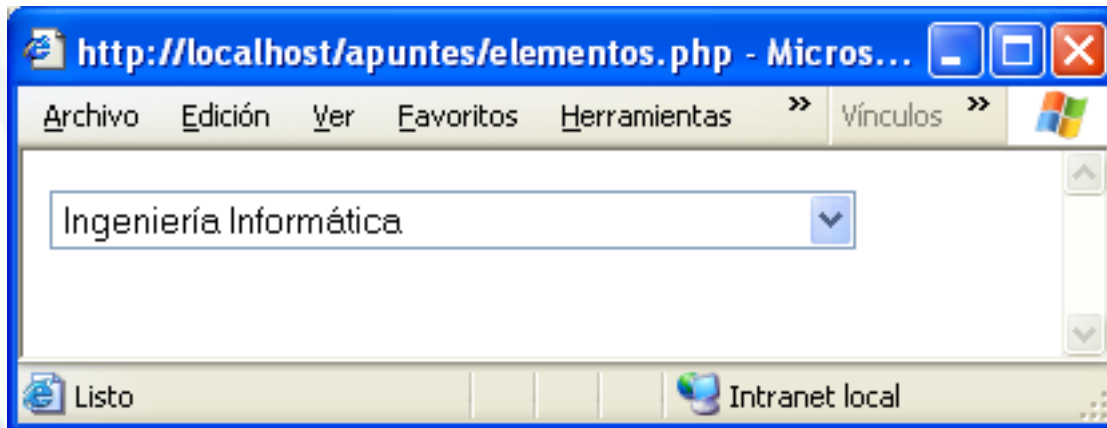 http://localhost/apuntes/elementos.php - Micros...
Archivo Edición Ver Favoritos Herramientas » Vínculos »
Ingeniería Informática
Listo Intranet local